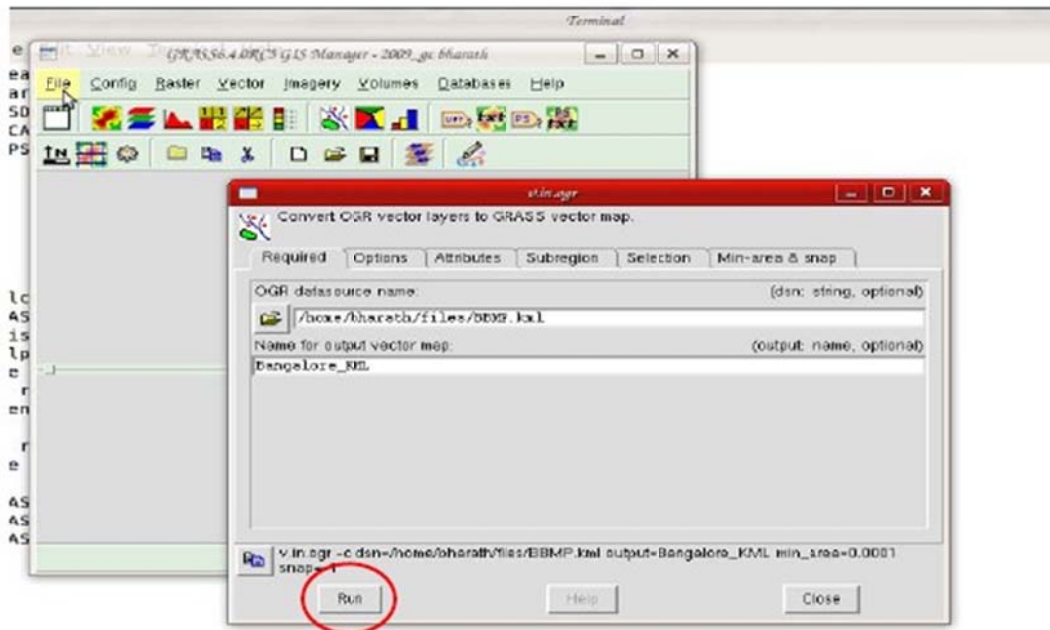 Terminal
Edit View
GRASS6.4.0RC5 GIS Manager - 2009_gc bharath
File Config Raster Vector Imagery Volumes Databases Help
v.in.ogr
Convert OGR vector layers to GRASS vector map.
Required Options Attributes Subregion Selection Min-area & snap
OGR datasource name: (dsn: string, optional)
/home/bharath/files/BBMP.kml
Name for output vector map: (output: name, optional)
Bangalore_KML
v.in.ogr -c dsn=/home/bharath/files/BBMP.kml output=Bangalore_KML min_area=0.0001
snap=-1
Run Help Close